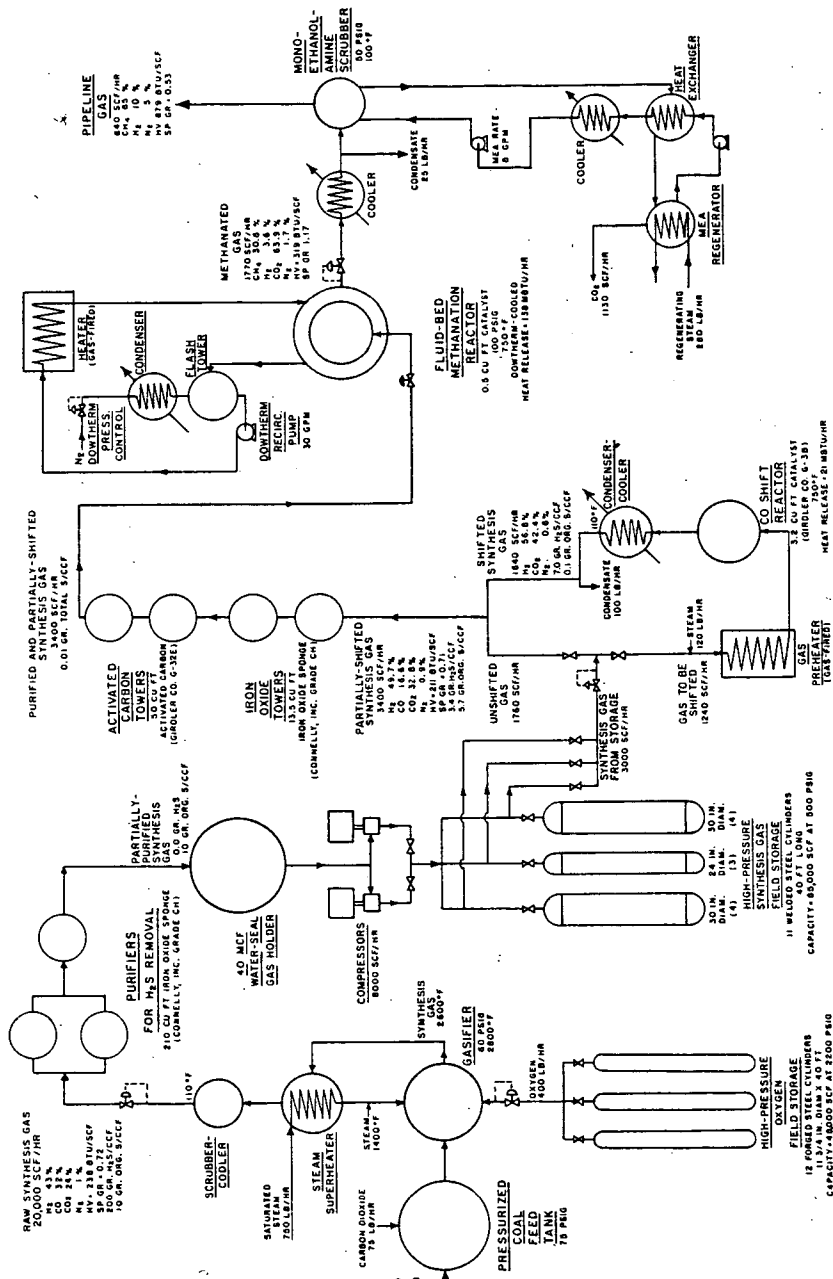 RAW SYNTHESIS GAS
20,000 SCF/HR
H₂ 43%
CO 32%
CO₂ 24%
N₂ 1%
HV=238 BTU/SCF
SP GR = 0.72
200 GR. H₂S/CCF
10 GR. ORG. S/CCF
110°F
SCRUBBER-
COOLER
SATURATED
STEAM
750 LB/HR
STEAM
SUPERHEATER
STEAM
1400°F
SYNTHESIS
GAS
2600°F
CARBON DIOXIDE
75 LB/HR
PRESSURIZED
COAL
FEED
TANK
75 PSIG
GASIFIER
60 PSIG
2800°F
OXYGEN
400 LB/HR
HIGH-PRESSURE
OXYGEN
FIELD STORAGE
12 FORGED STEEL CYLINDERS
11 3/4 IN. DIAM X 40 FT
CAPACITY=48,000 SCF AT 2200 PSIG
PURIFIERS
FOR H₂S REMOVAL
210 CU FT IRON OXIDE SPONGE
(CONNELLY, INC. GRADE CH)
PARTIALLY-
PURIFIED
SYNTHESIS
GAS
0.0 GR. H₂S
10 GR. ORG. S/CCF
40 MCF
WATER-SEAL
GAS HOLDER
COMPRESSORS
8000 SCF/HR
30 IN.
DIAM.
(4)
24 IN.
DIAM.
(3)
30 IN.
DIAM.
(4)
HIGH-PRESSURE
SYNTHESIS GAS
FIELD STORAGE
11 WELDED STEEL CYLINDERS
40 FT LONG
CAPACITY=85,000 SCF AT 500 PSIG
SYNTHESIS GAS
FROM STORAGE
3000 SCF/HR
PURIFIED AND PARTIALLY-SHIFTED
SYNTHESIS GAS
3400 SCF/HR
0.01 GR. TOTAL S/CCF
ACTIVATED
CARBON
TOWERS
50 CU FT
ACTIVATED CARBON
(GIRDLER CO. G-32E)
IRON
OXIDE
TOWERS
13.5 CU FT
IRON OXIDE SPONGE
(CONNELLY, INC. GRADE CH)
PARTIALLY-SHIFTED
SYNTHESIS GAS
3400 SCF/HR
H₂ 49.7%
CO 16.6%
CO₂ 32.8%
N₂ 0.9%
HV=211 BTU/SCF
SP GR =0.71
3.4 GR.H₂S/CCF
5.7 GR.ORG. S/CCF
UNSHIFTED
GAS
1760 SCF/HR
SHIFTED
SYNTHESIS
GAS
1640 SCF/HR
H₂ 56.8%
CO₂ 42.4%
N₂ 0.8%
7.0 GR. H₂S/CCF
0.1 GR. ORG. S/CCF
CONDENSATE
100 LB/HR
110°F
CONDENSER-
COOLER
GAS TO BE
SHIFTED
1240 SCF/HR
STEAM
120 LB/HR
GAS
PREHEATER
(GAS-FIRED)
CO SHIFT
REACTOR
3.2 CU FT CATALYST
(GIRDLER CO. G-3B)
750°F
HEAT RELEASE=21 MBTU/HR
HEATER
(GAS-FIRED)
N₂
DOWTHERM
PRESS.
CONTROL
CONDENSER
FLASH
TOWER
DOWTHERM
RECIRC.
PUMP
30 GPM
METHANATED
GAS
1770 SCF/HR
CH₄ 30.8 %
H₂ 3.6 %
CO₂ 63.9 %
N₂ 1.7 %
HV=319 BTU/SCF
SP GR 1.17
FLUID-BED
METHANATION
REACTOR
0.5 CU FT CATALYST
100 PSIG
750°F
DOWTHERM-COOLED
HEAT RELEASE=138 MBTU/HR
COOLER
CONDENSATE
25 LB/HR
PIPELINE
GAS
640 SCF/HR
CH₄ 85 %
H₂ 10 %
N₂ 5 %
HV 879 BTU/SCF
SP GR = 0.53
MONO-
ETHANOL-
AMINE
SCRUBBER
50 PSIG
100°F
MEA RATE
8 GPM
COOLER
HEAT
EXCHANGER
MEA
REGENERATOR
CO₂
1130 SCF/HR
REGENERATING
STEAM
280 LB/HR